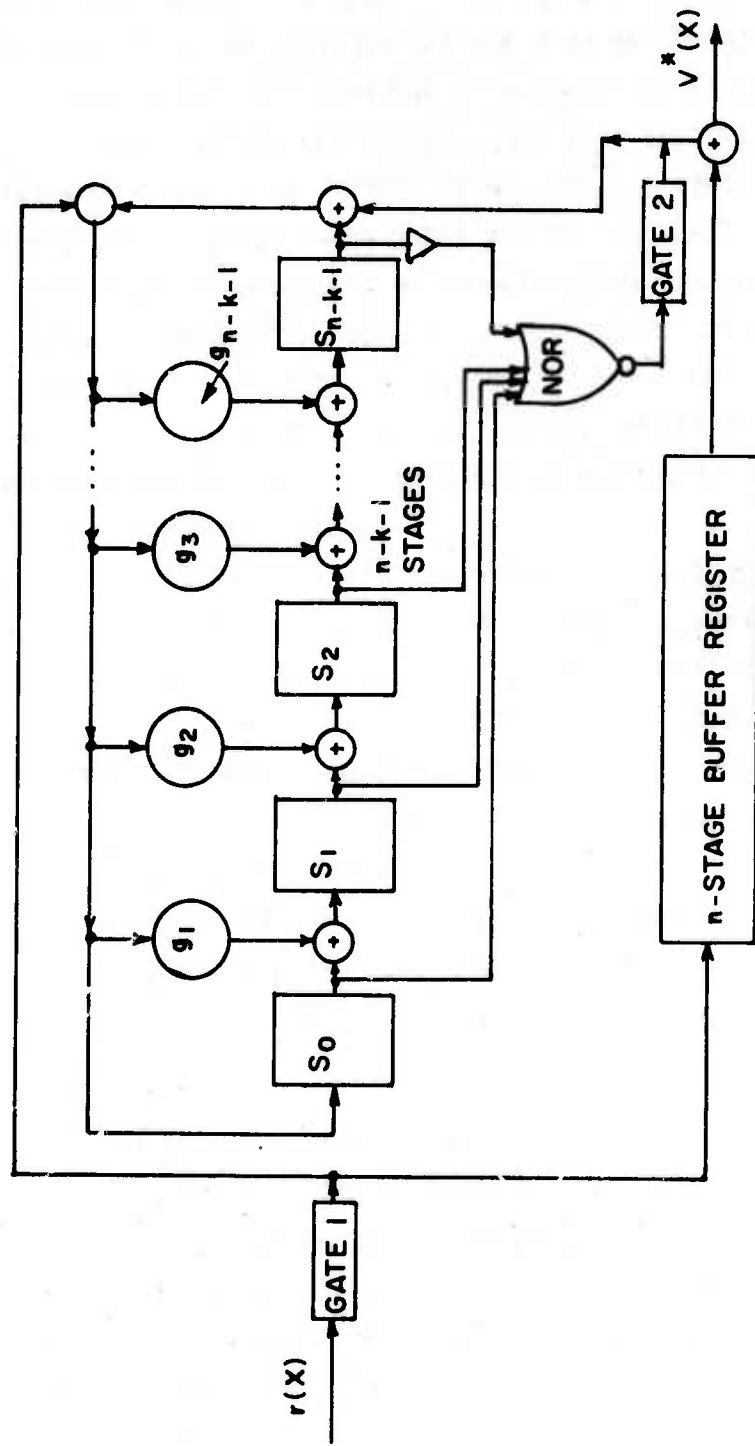 r(X)
GATE 1
g₁
g₂
g₃
...
gₙ₋ₖ₋₁
S₀
+
S₁
+
S₂
+
...
+
Sₙ₋ₖ₋₁
+
n-k-1
STAGES
NOR
GATE 2
n-STAGE BUFFER REGISTER
+
V*(X)